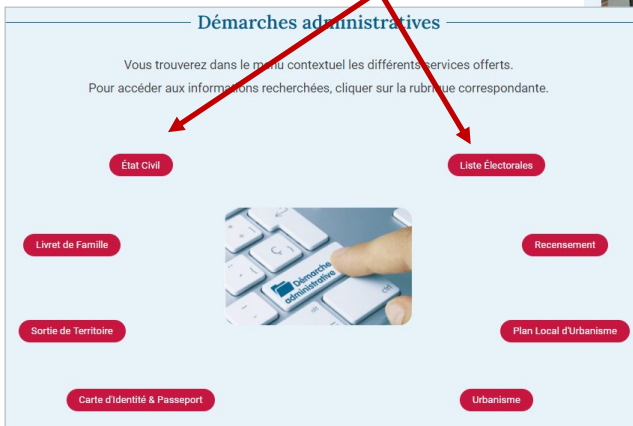 Démarches administratives
Vous trouverez dans le menu contextuel les différents services offerts.
Pour accéder aux informations recherchées, cliquer sur la rubrique correspondante.
État Civil
Liste Électorales
Livret de Famille
Recensement
Démarche
administrative
ctrl
Sortie de Territoire
Plan Local d'Urbanisme
Carte d'Identité & Passeport
Urbanisme